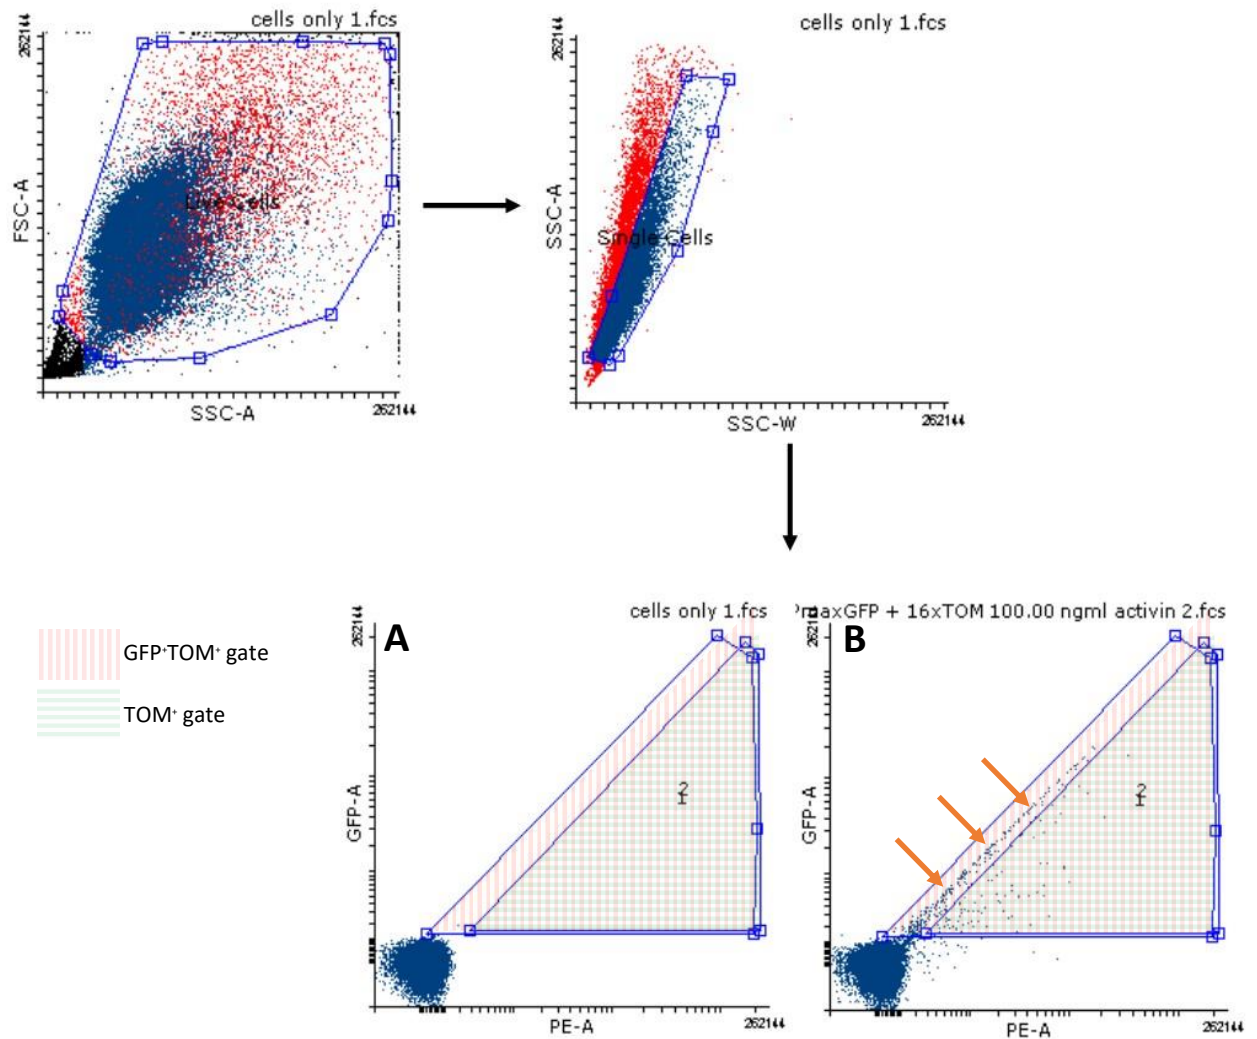 cells only 1.fcs
262144
FSC-A
Live Cells
SSC-A
262144
cells only 1.fcs
262144
SSC-A
Single Cells
SSC-W
262144
GFP⁺TOM⁺ gate
TOM⁺ gate
cells only 1.fcs
A
262144
GFP-A
2
1
PE-A
262144
maxGFP + 16xTOM 100.00 ngml activin 2.fcs
B
GFP-A
2
1
PE-A
262144